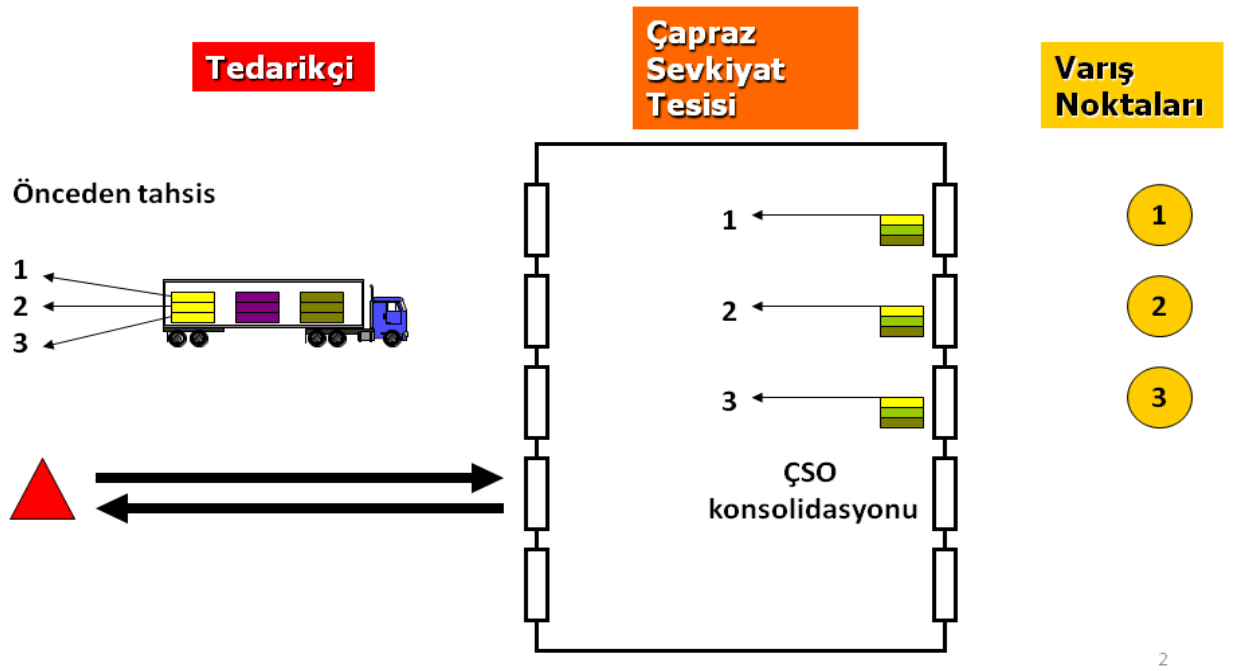 Tedarikçi
Çapraz
Sevkiyat
Tesisi
Varış
Noktaları
Önceden tahsis
1
2
3
1
2
3
ÇSO
konsolidasyonu
1
2
3
2